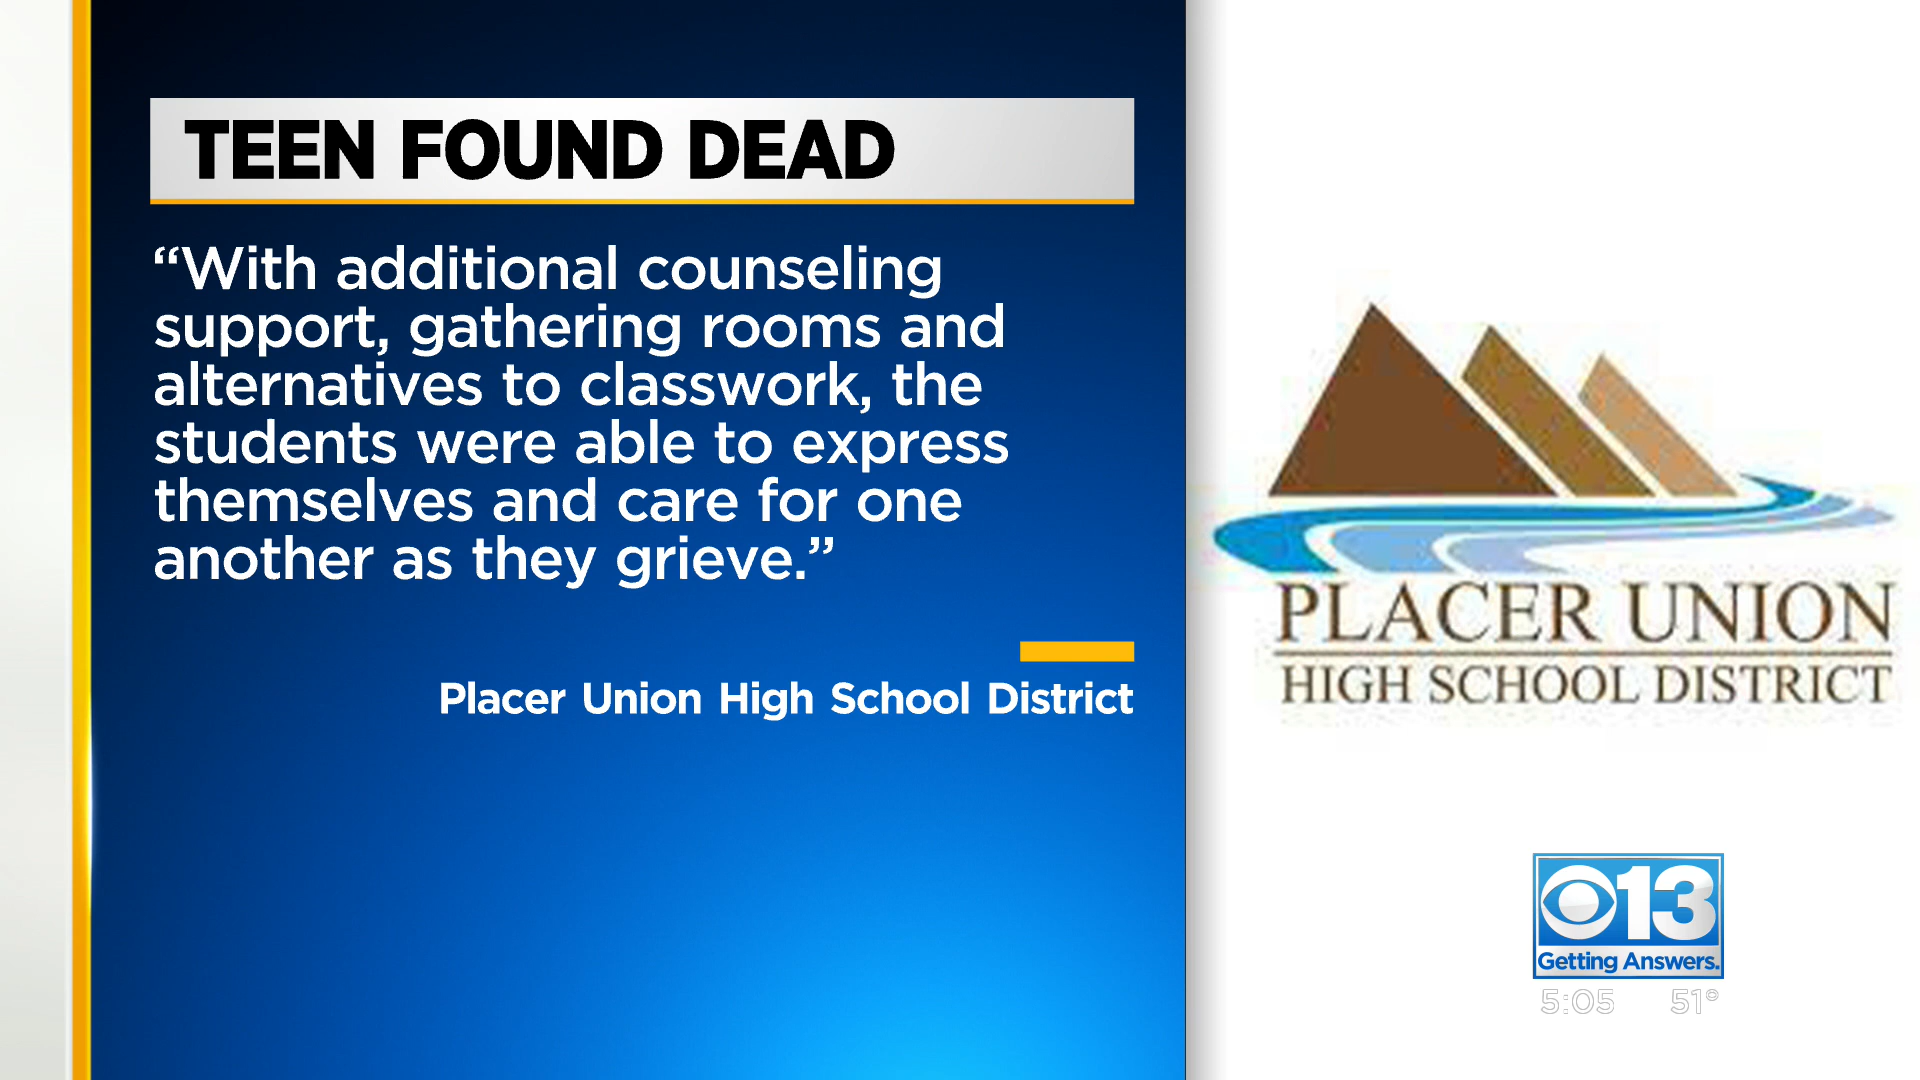 TEEN FOUND DEAD
“With additional counseling
support, gathering rooms and
alternatives to classwork, the
students were able to express
themselves and care for one
another as they grieve.”
Placer Union High School District
PLACER UNION
HIGH SCHOOL DISTRICT
13
Getting Answers.
5:05 51°